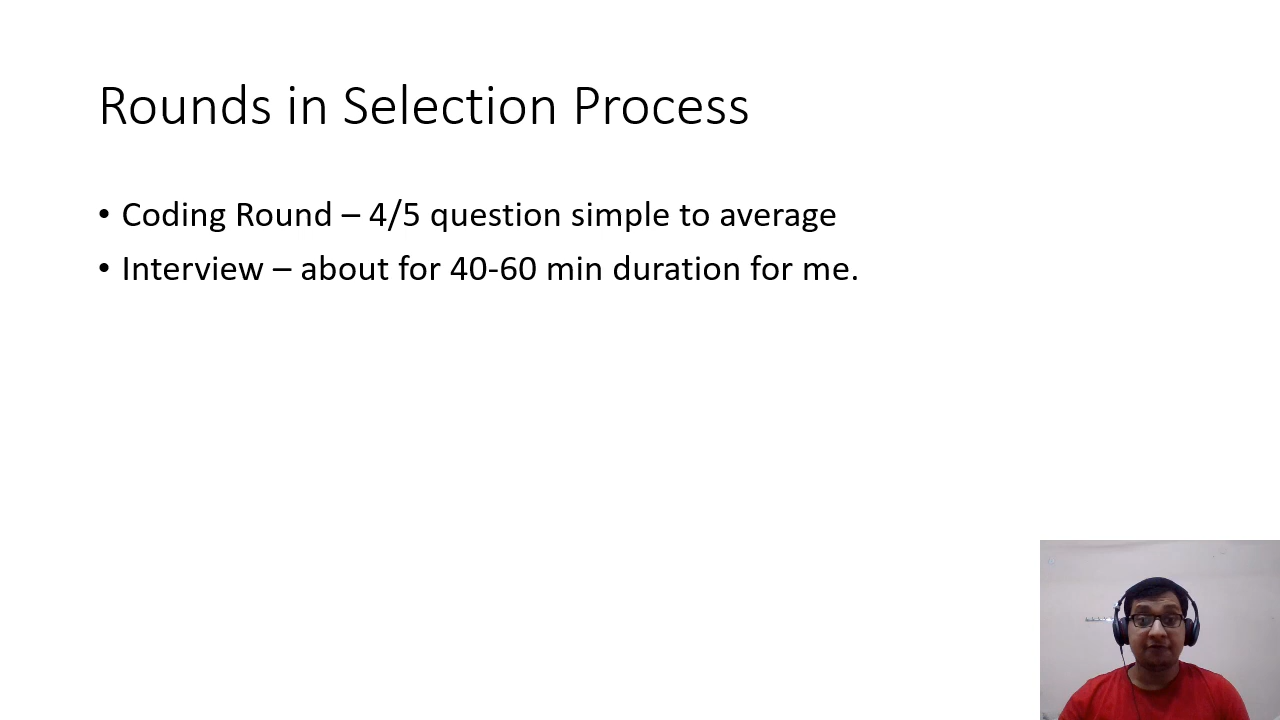 Rounds in Selection Process
• Coding Round – 4/5 question simple to average
• Interview – about for 40-60 min duration for me.